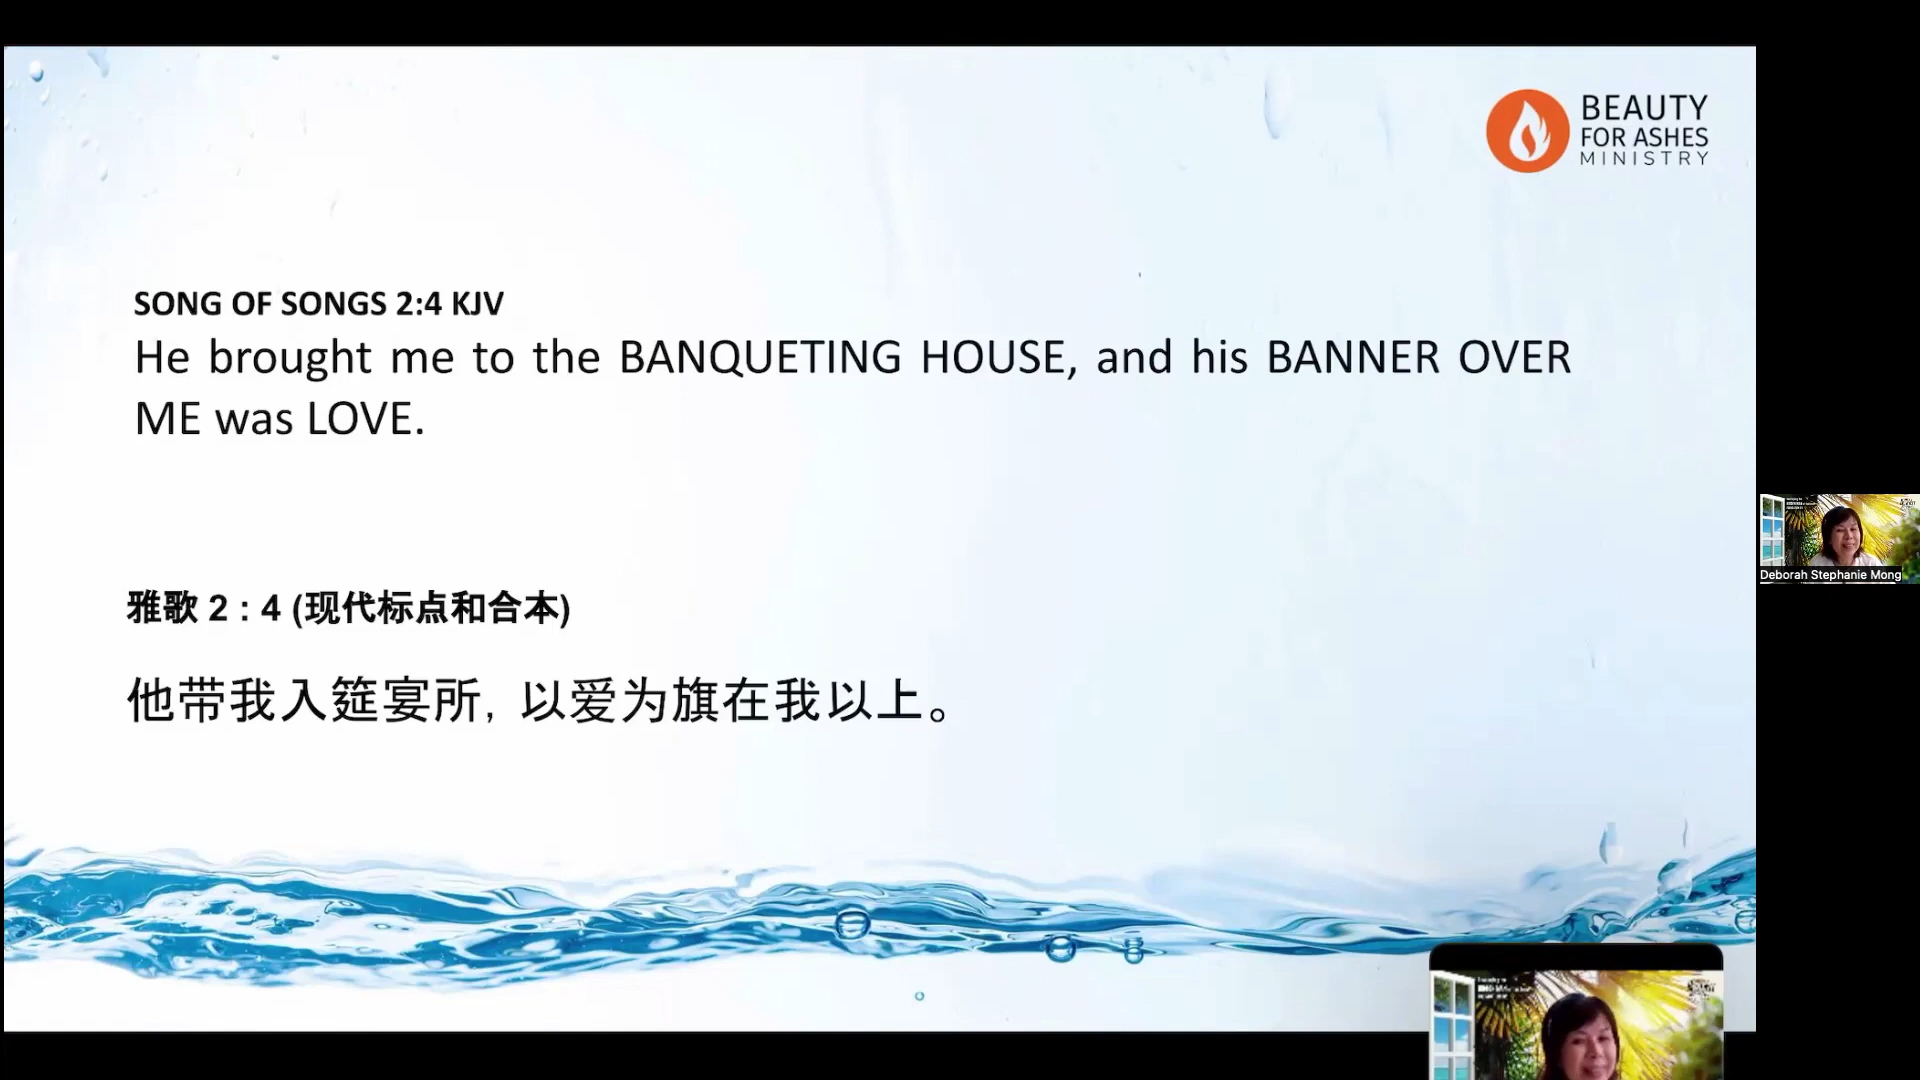 BEAUTY
FOR ASHES
MINISTRY
SONG OF SONGS 2:4 KJV
He brought me to the BANQUETING HOUSE, and his BANNER OVER
ME was LOVE.
雅歌 2 : 4 (现代标点和合本)
他带我入筵宴所, 以爱为旗在我以上。
Deborah Stephanie Mong